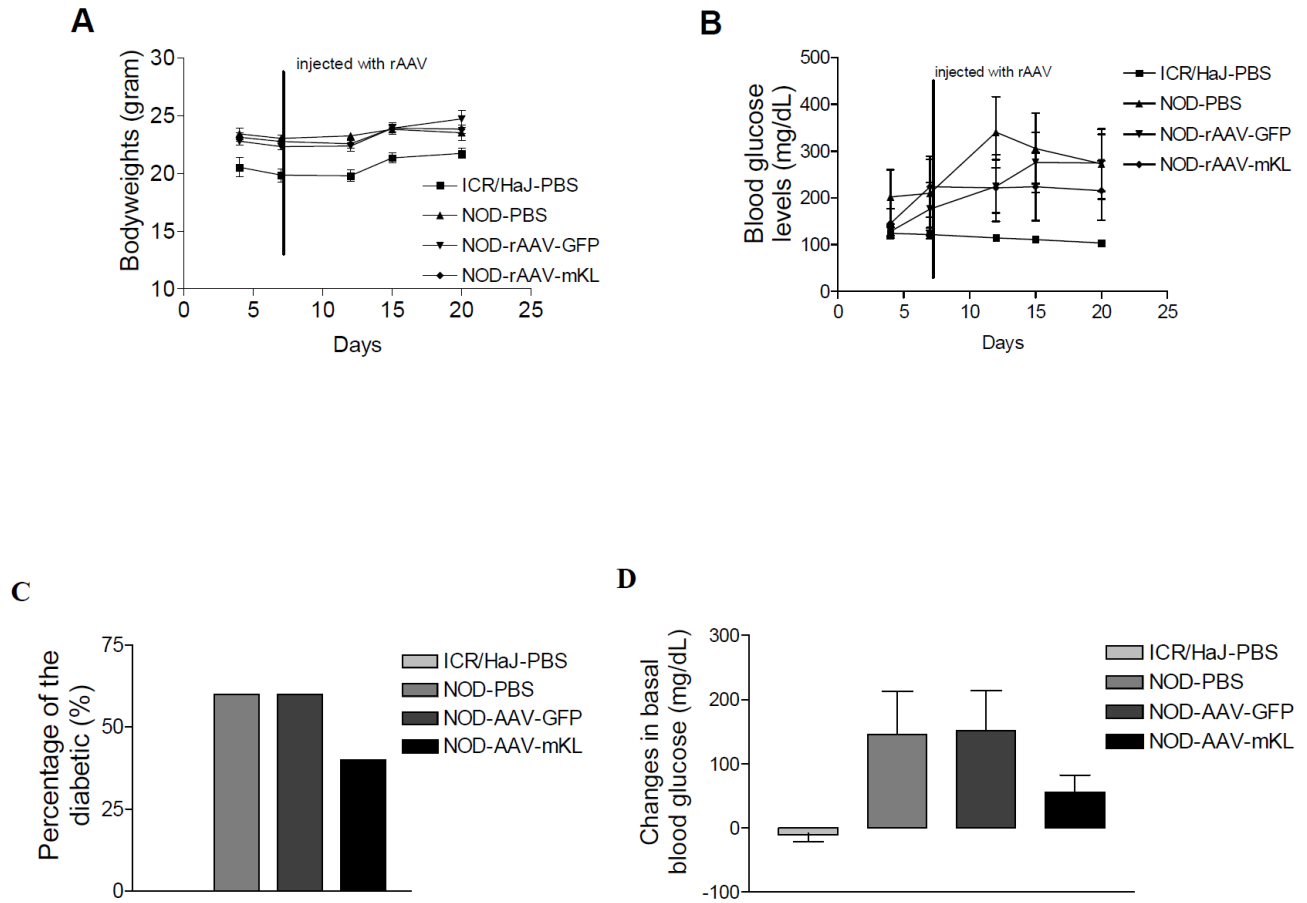 A
Bodyweights (gram)
30
25
20
15
10
injected with rAAV
ICR/HaJ-PBS
NOD-PBS
NOD-rAAV-GFP
NOD-rAAV-mKL
0 5 10 15 20 25
Days
B
Blood glucose
levels (mg/dL)
500
400
300
200
100
0
injected with rAAV
ICR/HaJ-PBS
NOD-PBS
NOD-rAAV-GFP
NOD-rAAV-mKL
0 5 10 15 20 25
Days
C
Percentage of the
diabetic (%)
75
50
25
0
ICR/HaJ-PBS
NOD-PBS
NOD-AAV-GFP
NOD-AAV-mKL
D
Changes in basal
blood glucose (mg/dL)
300
200
100
0
-100
ICR/HaJ-PBS
NOD-PBS
NOD-AAV-GFP
NOD-AAV-mKL